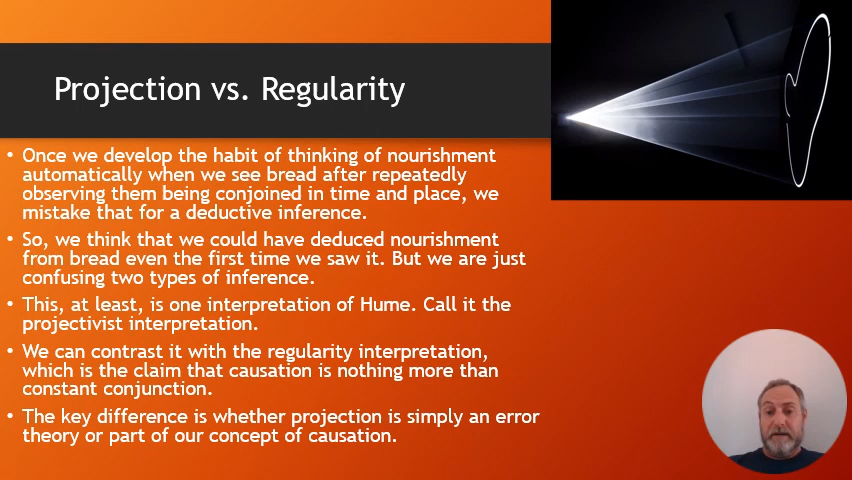 Projection vs. Regularity
• Once we develop the habit of thinking of nourishment
automatically when we see bread after repeatedly
observing them being conjoined in time and place, we
mistake that for a deductive inference.
• So, we think that we could have deduced nourishment
from bread even the first time we saw it. But we are just
confusing two types of inference.
• This, at least, is one interpretation of Hume. Call it the
projectivist interpretation.
• We can contrast it with the regularity interpretation,
which is the claim that causation is nothing more than
constant conjunction.
• The key difference is whether projection is simply an error
theory or part of our concept of causation.